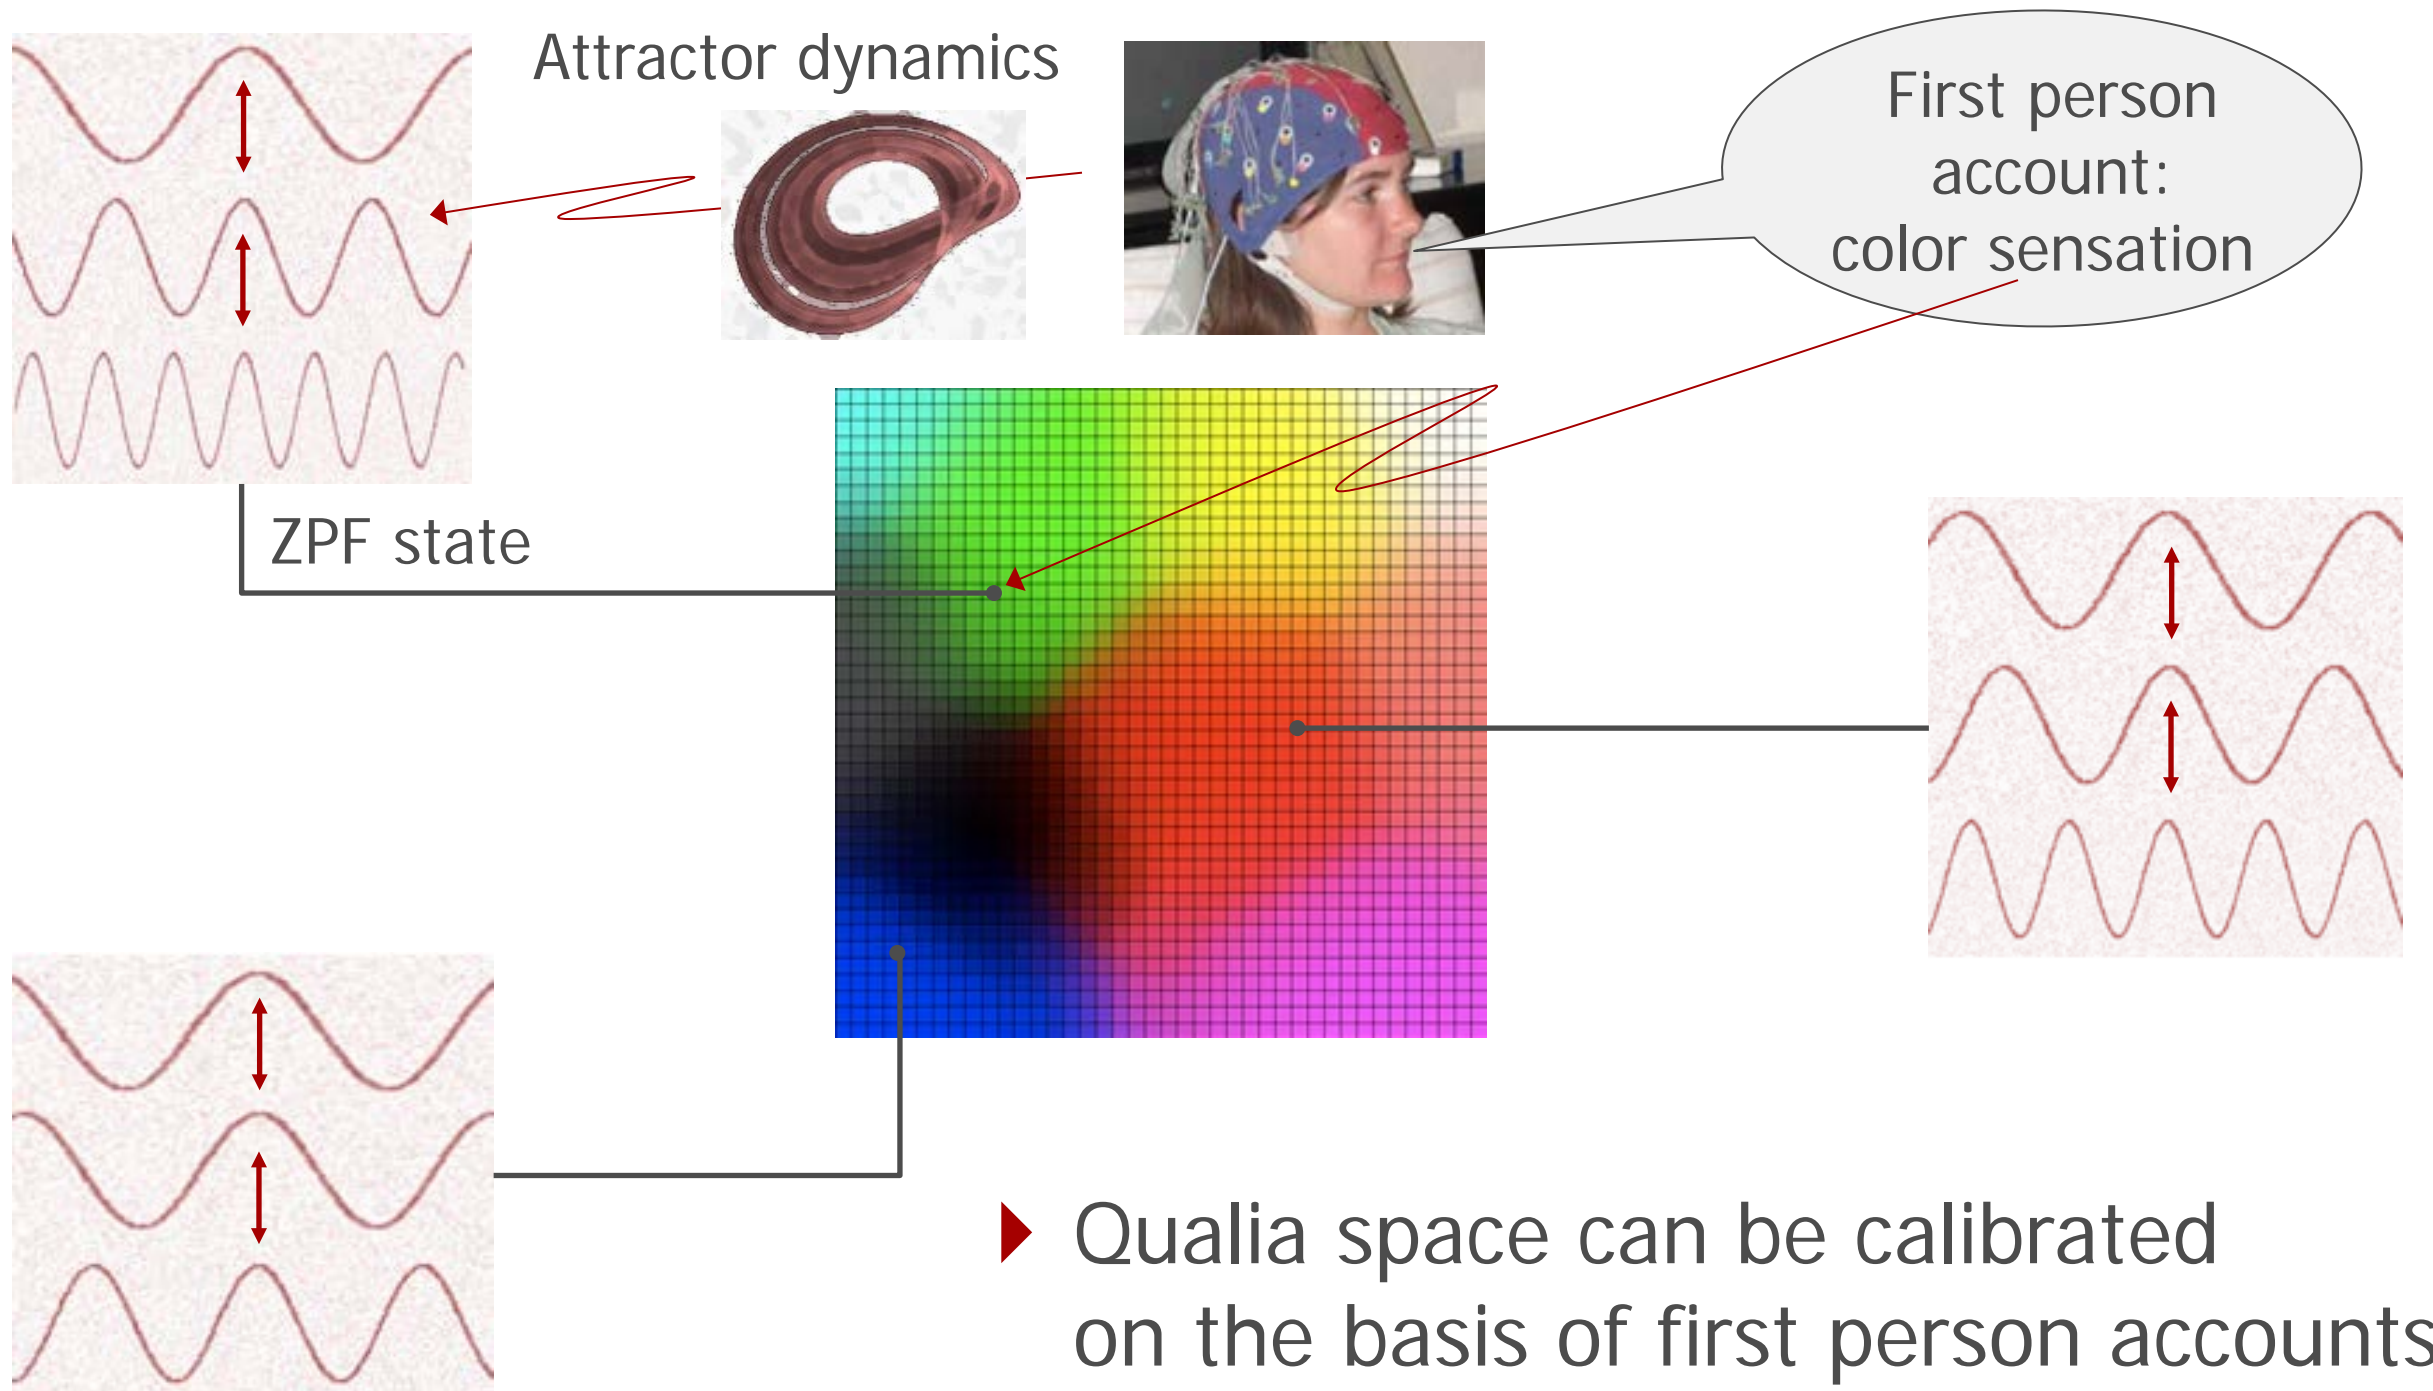 Attractor dynamics
First person
account:
color sensation
ZPF state
Qualia space can be calibrated
on the basis of first person accounts